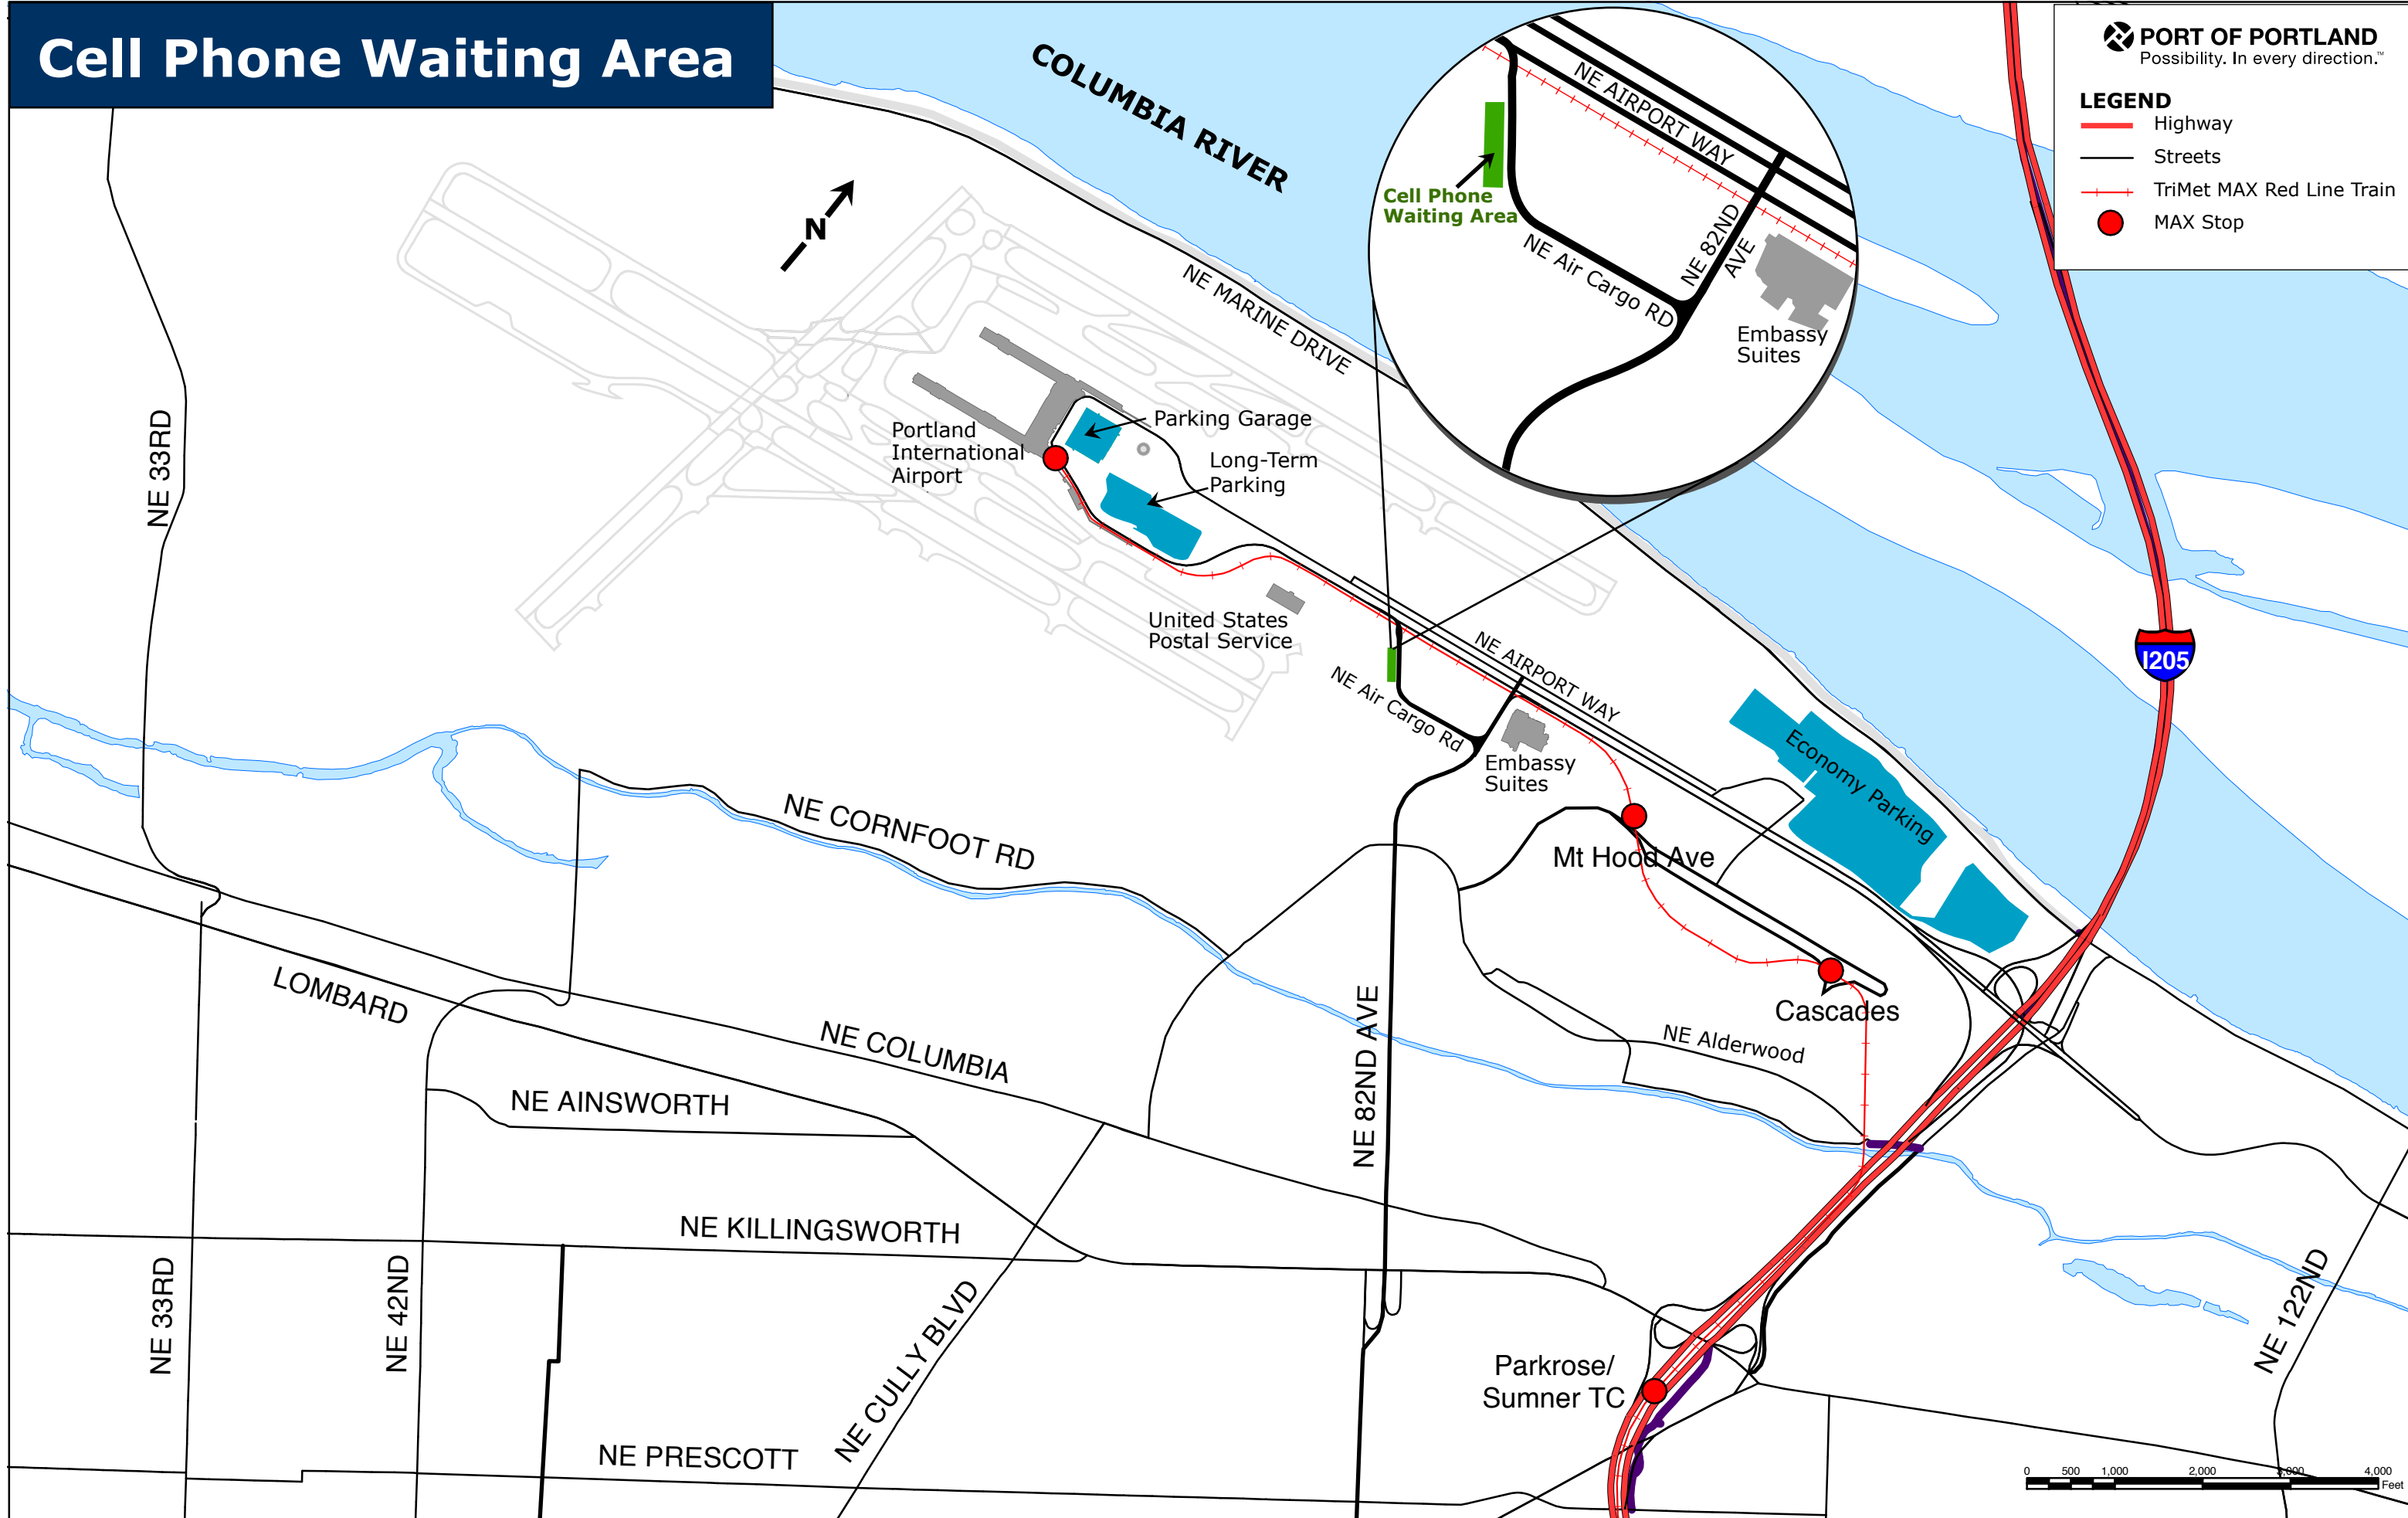 Cell Phone Waiting Area
PORT OF PORTLAND
Possibility. In every direction.™
LEGEND
Highway
Streets
TriMet MAX Red Line Train
MAX Stop
COLUMBIA RIVER
NE AIRPORT WAY
Cell Phone
Waiting Area
NE 82ND
AVE
NE Air Cargo RD
Embassy
Suites
N
NE MARINE DRIVE
NE 33RD
Parking Garage
Portland
International
Airport
Long-Term
Parking
United States
Postal Service
NE AIRPORT WAY
NE Air Cargo Rd
I205
Embassy
Suites
Economy Parking
NE CORNFOOT RD
Mt Hood Ave
LOMBARD
NE COLUMBIA
NE 82ND AVE
Cascades
NE Alderwood
NE AINSWORTH
NE KILLINGSWORTH
NE 33RD
NE 42ND
NE CULLY BLVD
NE 122ND
Parkrose/
Sumner TC
NE PRESCOTT
0 500 1,000 2,000 3,000 4,000
Feet